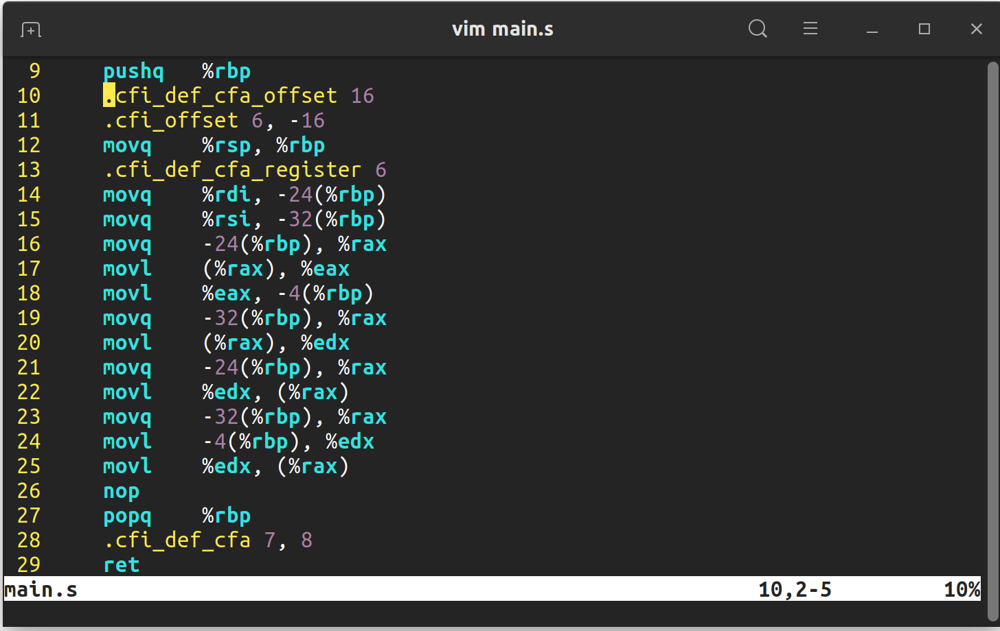 vim main.s
9 pushq %rbp
10 .cfi_def_cfa_offset 16
11 .cfi_offset 6, -16
12 movq %rsp, %rbp
13 .cfi_def_cfa_register 6
14 movq %rdi, -24(%rbp)
15 movq %rsi, -32(%rbp)
16 movq -24(%rbp), %rax
17 movl (%rax), %eax
18 movl %eax, -4(%rbp)
19 movq -32(%rbp), %rax
20 movl (%rax), %edx
21 movq -24(%rbp), %rax
22 movl %edx, (%rax)
23 movq -32(%rbp), %rax
24 movl -4(%rbp), %edx
25 movl %edx, (%rax)
26 nop
27 popq %rbp
28 .cfi_def_cfa 7, 8
29 ret
main.s 10,2-5 10%